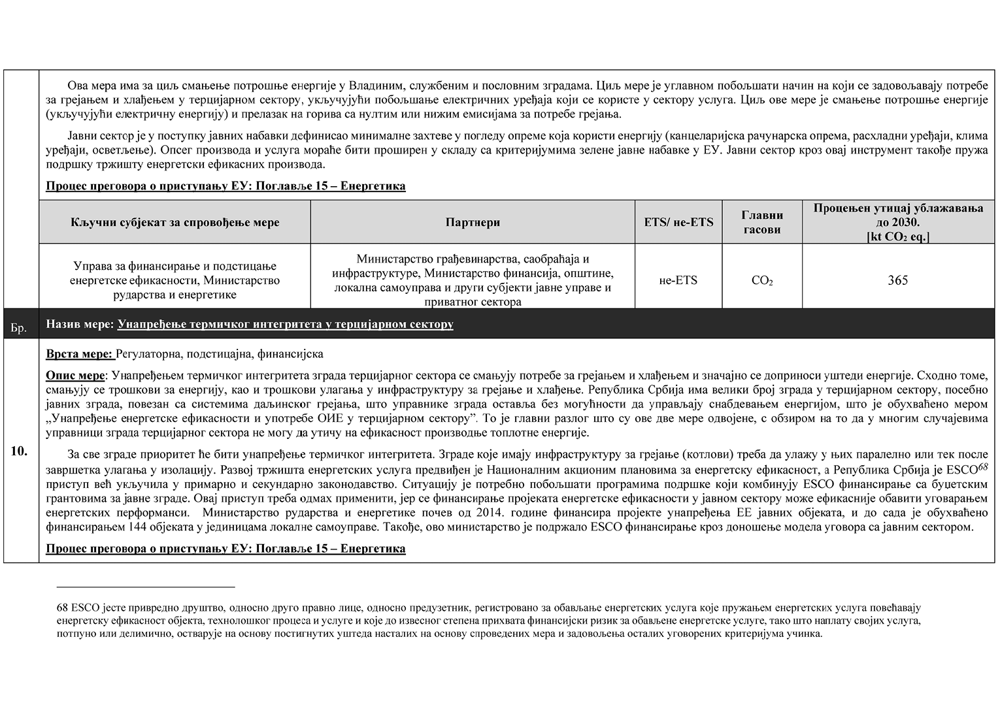 Ова мера има за циљ смањење потрошње енергије у Владиним, службеним и пословним зградама. Циљ мере је углавном побољшати начин на који се задовољавају потребе
за грејањем и хлађењем у терцијарном сектору, укључујући побољшање електричних уређаја који се користе у сектору услуга. Циљ ове мере је смањење потрошње енергије
(укључујући електричну енергију) и прелазак на горива са нултим или нижим емисијама за потребе грејања.
Јавни сектор је у поступку јавних набавки дефинисао минималне захтеве у погледу опреме која користи енергију (канцеларијска рачунарска опрема, расхладни уређаји, клима
уређаји, осветљење). Опсег производа и услуга мораће бити проширен у складу са критеријумима зелене јавне набавке у ЕУ. Јавни сектор кроз овај инструмент такође пружа
подршку тржишту енергетски ефикасних производа.
Процес преговора о приступању ЕУ: Поглавље 15 – Енергетика
Кључни субјекат за спровођење мере
Партнери
ETS/ не-ETS
Главни
гасови
Процењен утицај ублажавања
до 2030.
[kt CO₂ eq.]
Управа за финансирање и подстицање
енергетске ефикасности, Министарство
рударства и енергетике
Министарство грађевинарства, саобраћаја и
инфраструктуре, Министарство финансија, општине,
локална самоуправа и други субјекти јавне управе и
приватног сектора
не-ETS
CO₂
365
Бр.
Назив мере: Унапређење термичког интегритета у терцијарном сектору
10.
Врста мере: Регулаторна, подстицајна, финансијска
Опис мере: Унапређењем термичког интегритета зграда терцијарног сектора се смањују потребе за грејањем и хлађењем и значајно се доприноси уштеди енергије. Сходно томе,
смањују се трошкови за енергију, као и трошкови улагања у инфраструктуру за грејање и хлађење. Република Србија има велики број зграда у терцијарном сектору, посебно
јавних зграда, повезан са системима даљинског грејања, што управнике зграда оставља без могућности да управљају снабдевањем енергијом, што је обухваћено мером
„Унапређење енергетске ефикасности и употребе ОИЕ у терцијарном сектору”. То је главни разлог што су ове две мере одвојене, с обзиром на то да у многим случајевима
управници зграда терцијарног сектора не могу да утичу на ефикасност производње топлотне енергије.
За све зграде приоритет ће бити унапређење термичког интегритета. Зграде које имају инфраструктуру за грејање (котлови) треба да улажу у њих паралелно или тек после
завршетка улагања у изолацију. Развој тржишта енергетских услуга предвиђен је Националним акционим плановима за енергетску ефикасност, а Република Србија је ESCO⁶⁸
приступ већ укључила у примарно и секундарно законодавство. Ситуацију је потребно побољшати програмима подршке који комбинују ESCO финансирање са буџетским
грантовима за јавне зграде. Овај приступ треба одмах применити, јер се финансирање пројеката енергетске ефикасности у јавном сектору може ефикасније обавити уговарањем
енергетских перформанси. Министарство рударства и енергетике почев од 2014. године финансира пројекте унапређења ЕЕ јавних објеката, и до сада је обухваћено
финансирањем 144 објеката у јединицама локалне самоуправе. Такође, ово министарство је подржало ESCO финансирање кроз доношење модела уговора са јавним сектором.
Процес преговора о приступању ЕУ: Поглавље 15 – Енергетика
68 ESCO јесте привредно друштво, односно друго правно лице, односно предузетник, регистровано за обављање енергетских услуга које пружањем енергетских услуга повећавају
енергетску ефикасност објекта, технолошког процеса и услуге и које до извесног степена прихвата финансијски ризик за обављене енергетске услуге, тако што наплату својих услуга,
потпуно или делимично, остварује на основу постигнутих уштеда насталих на основу спроведених мера и задовољења осталих уговорених критеријума учинка.